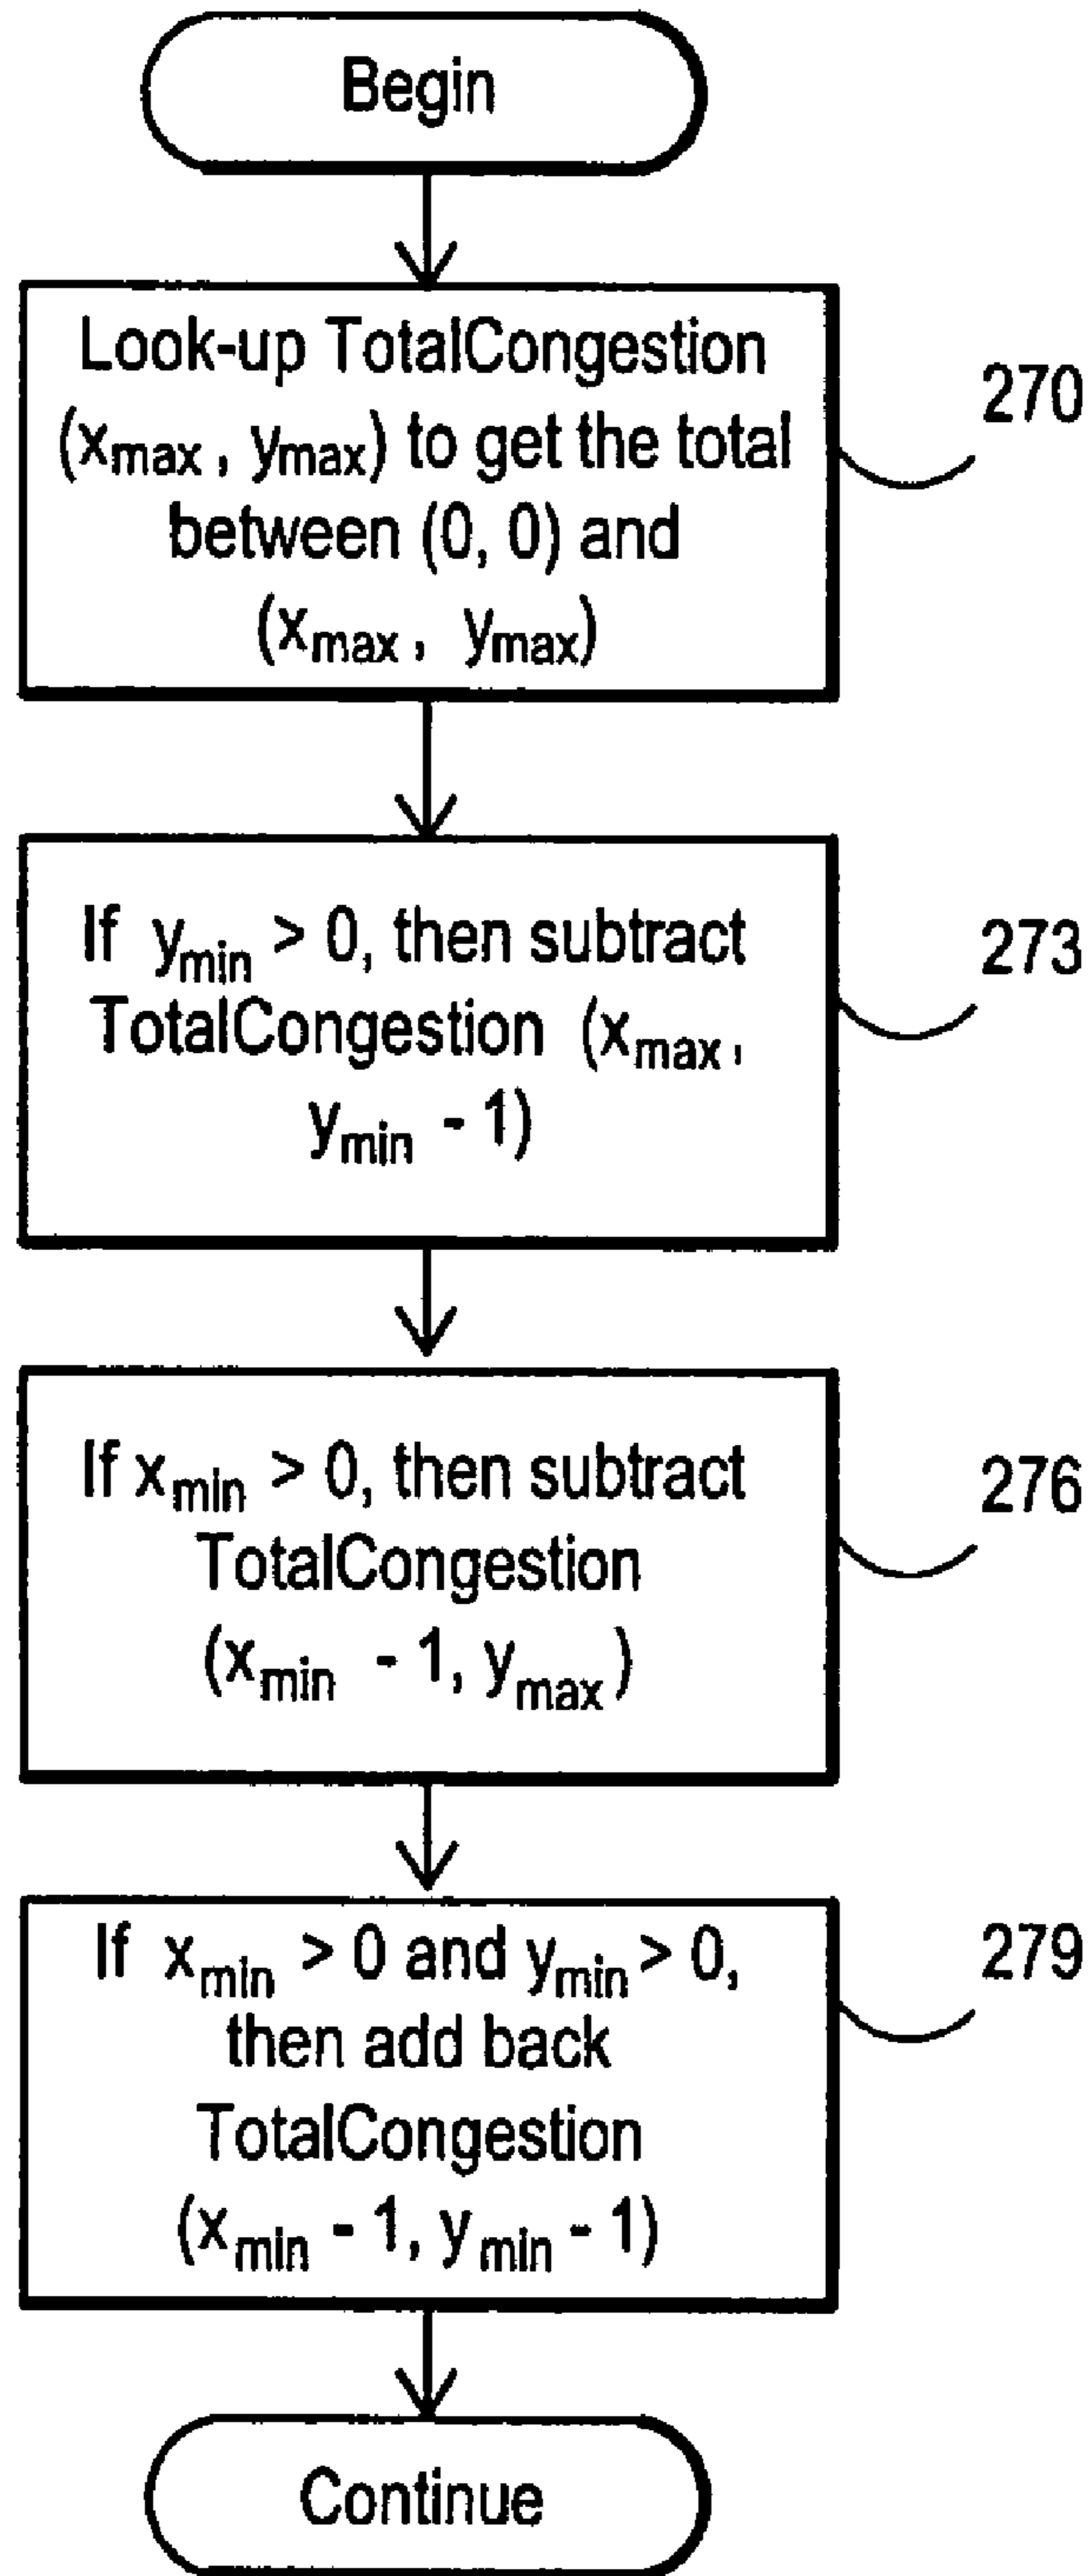 Begin
Look-up TotalCongestion
(xmax, ymax) to get the total
between (0, 0) and
(xmax, ymax)
270
If ymin > 0, then subtract
TotalCongestion (xmax,
ymin - 1)
273
If xmin > 0, then subtract
TotalCongestion
(xmin - 1, ymax)
276
If xmin > 0 and ymin > 0,
then add back
TotalCongestion
(xmin - 1, ymin - 1)
279
Continue